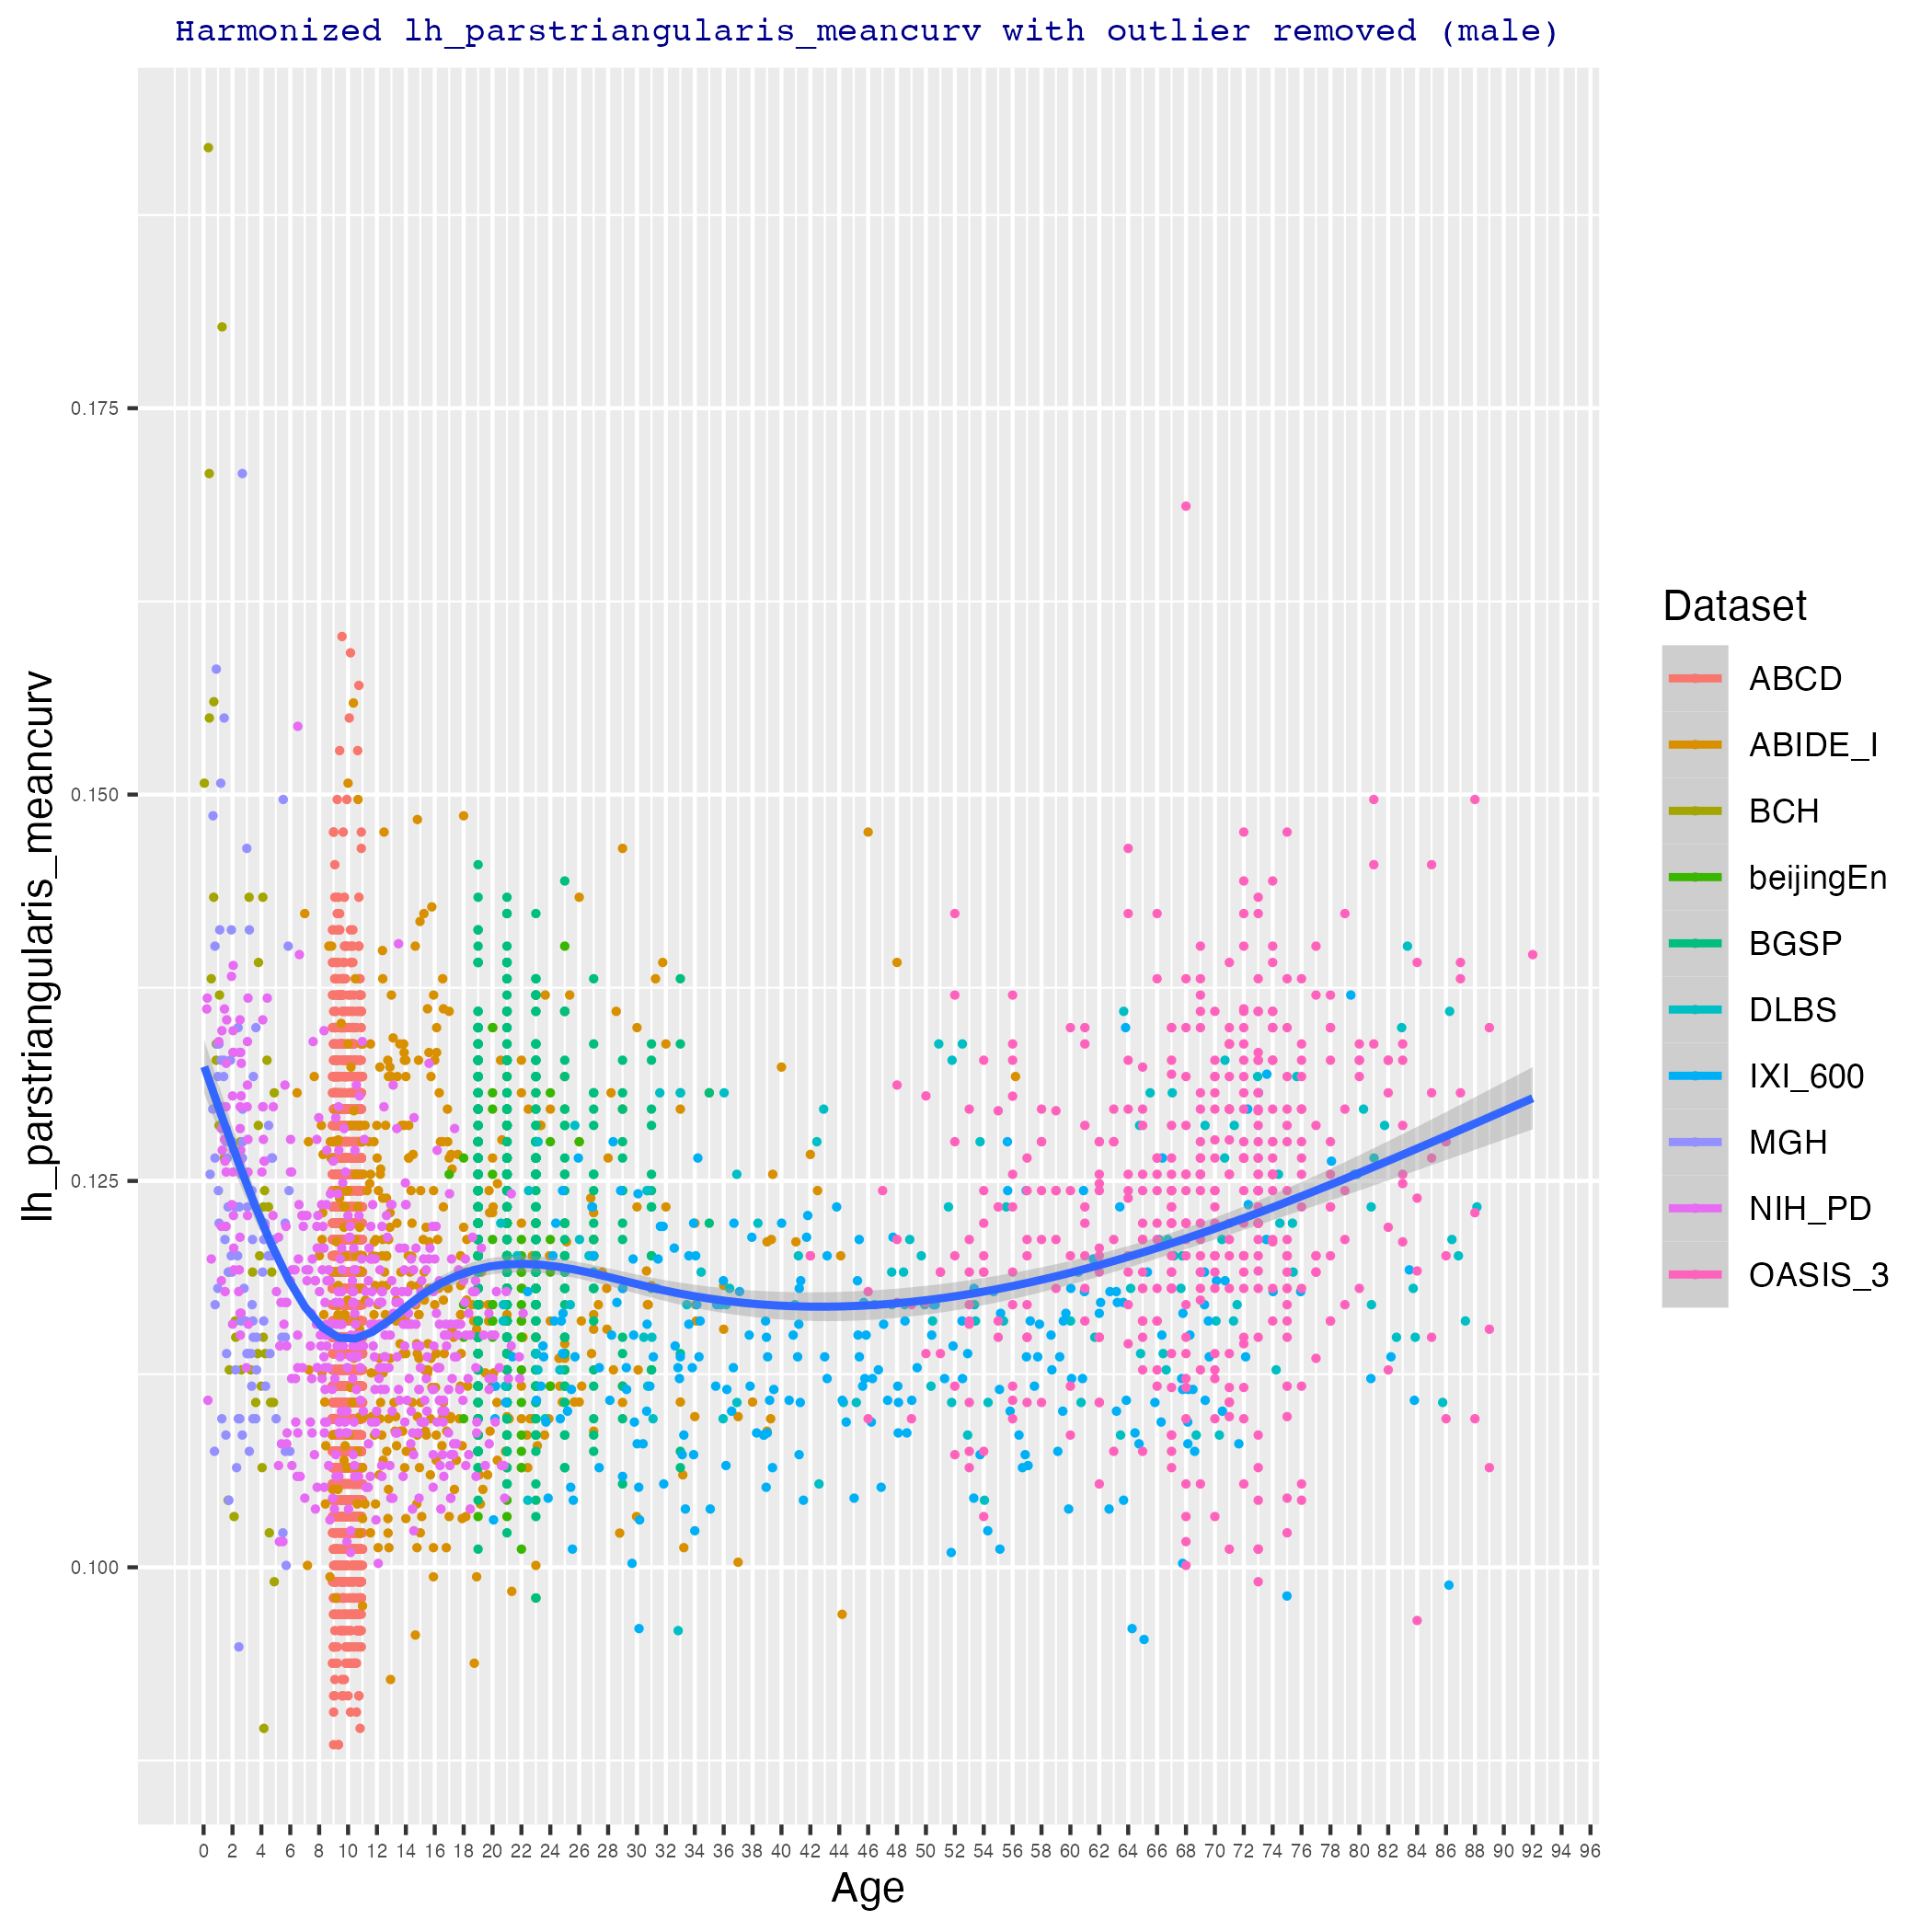 Harmonized lh_parstriangularis_meancurv with outlier removed (male)
lh_parstriangularis_meancurv
0.175
0.150
0.125
0.100
0 2 4 6 8 10 12 14 16 18 20 22 24 26 28 30 32 34 36 38 40 42 44 46 48 50 52 54 56 58 60 62 64 66 68 70 72 74 76 78 80 82 84 86 88 90 92 94 96
Age
Dataset
ABCD
ABIDE_I
BCH
beijingEn
BGSP
DLBS
IXI_600
MGH
NIH_PD
OASIS_3